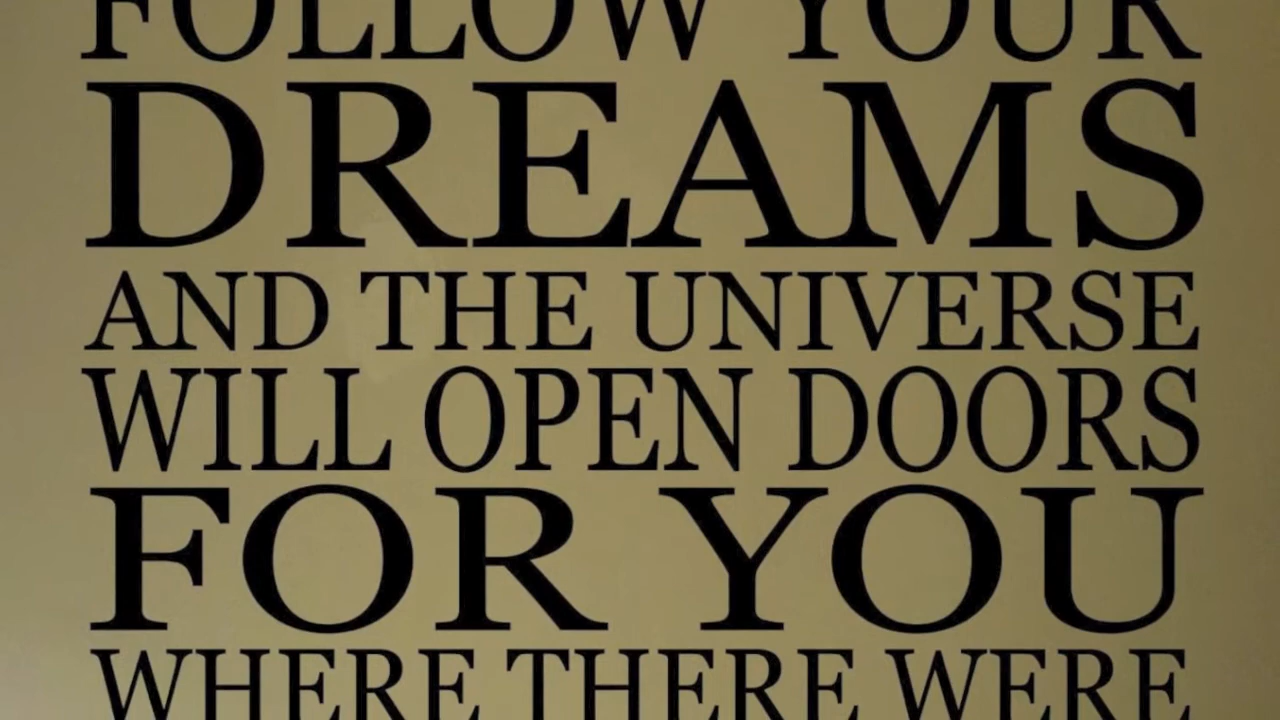 FOLLOW YOUR
DREAMS
AND THE UNIVERSE
WILL OPEN DOORS
FOR YOU
WHERE THERE WERE